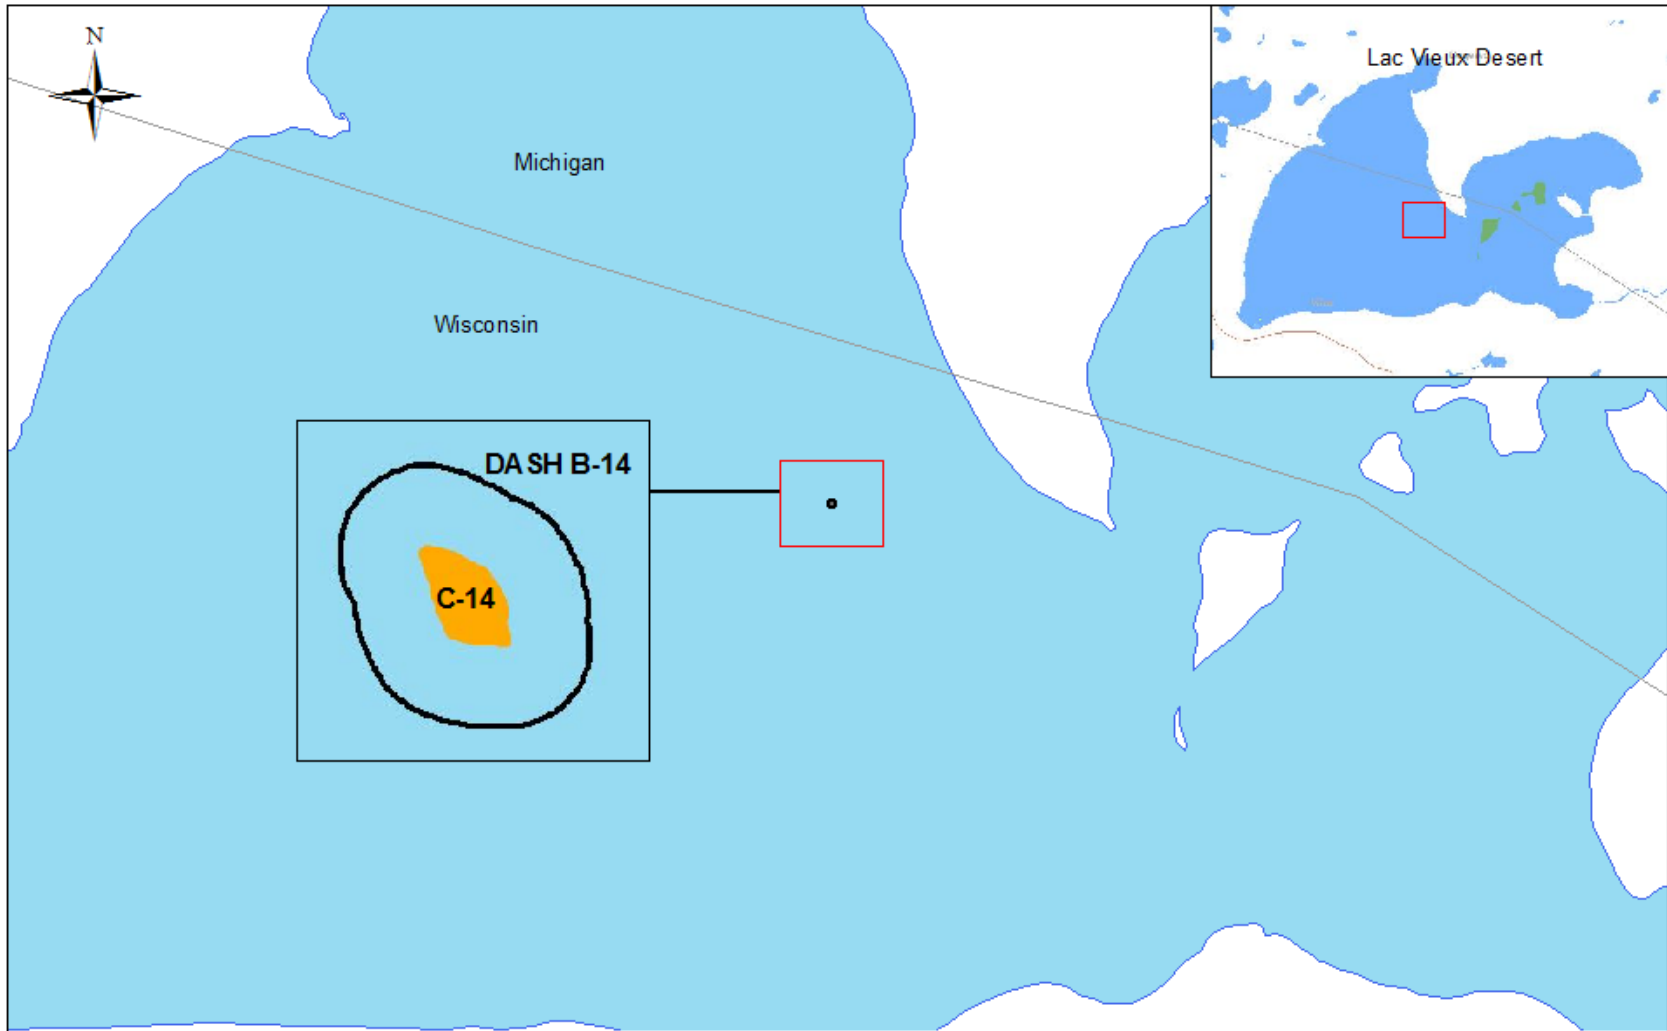 N
Lac Vieux Desert
Michigan
Wisconsin
DASH B-14
C-14